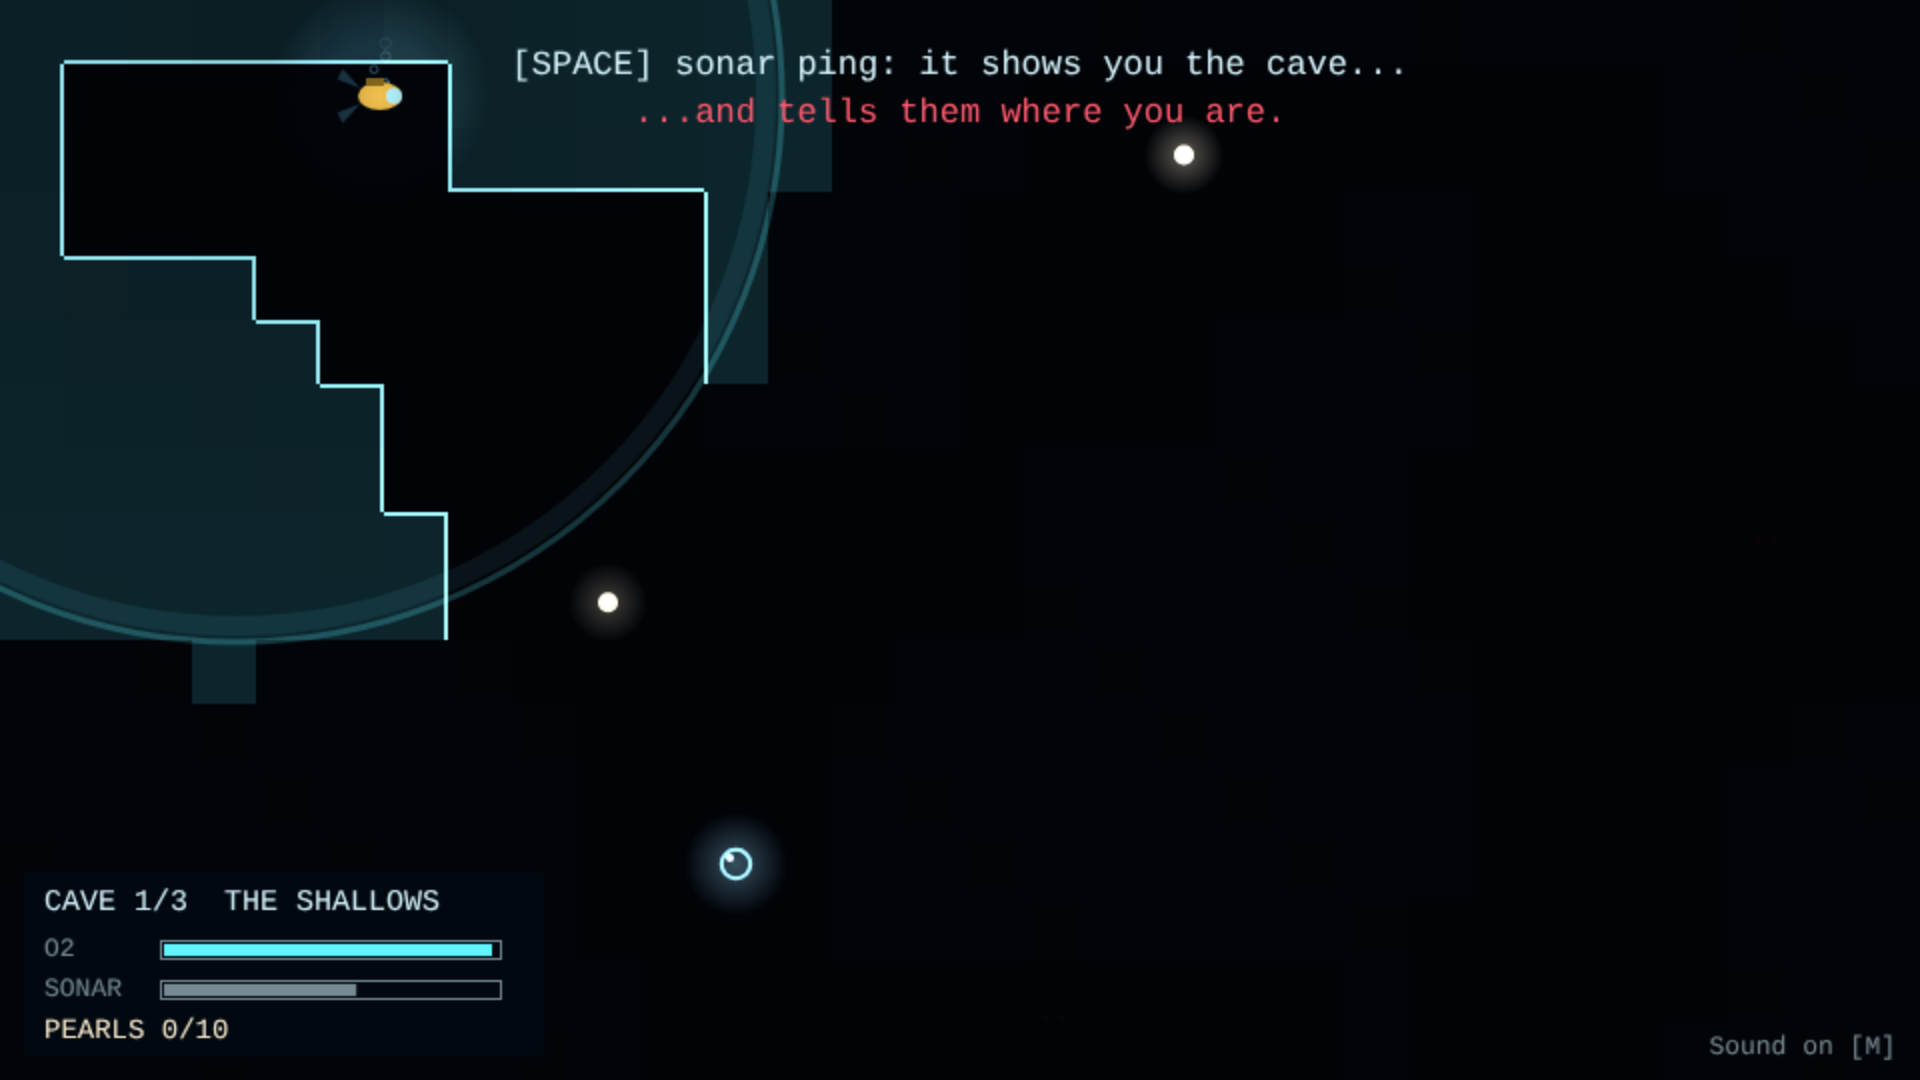 [SPACE] sonar ping: it shows you the cave...
...and tells them where you are.
CAVE 1/3  THE SHALLOWS
O2
SONAR
PEARLS 0/10
Sound on [M]